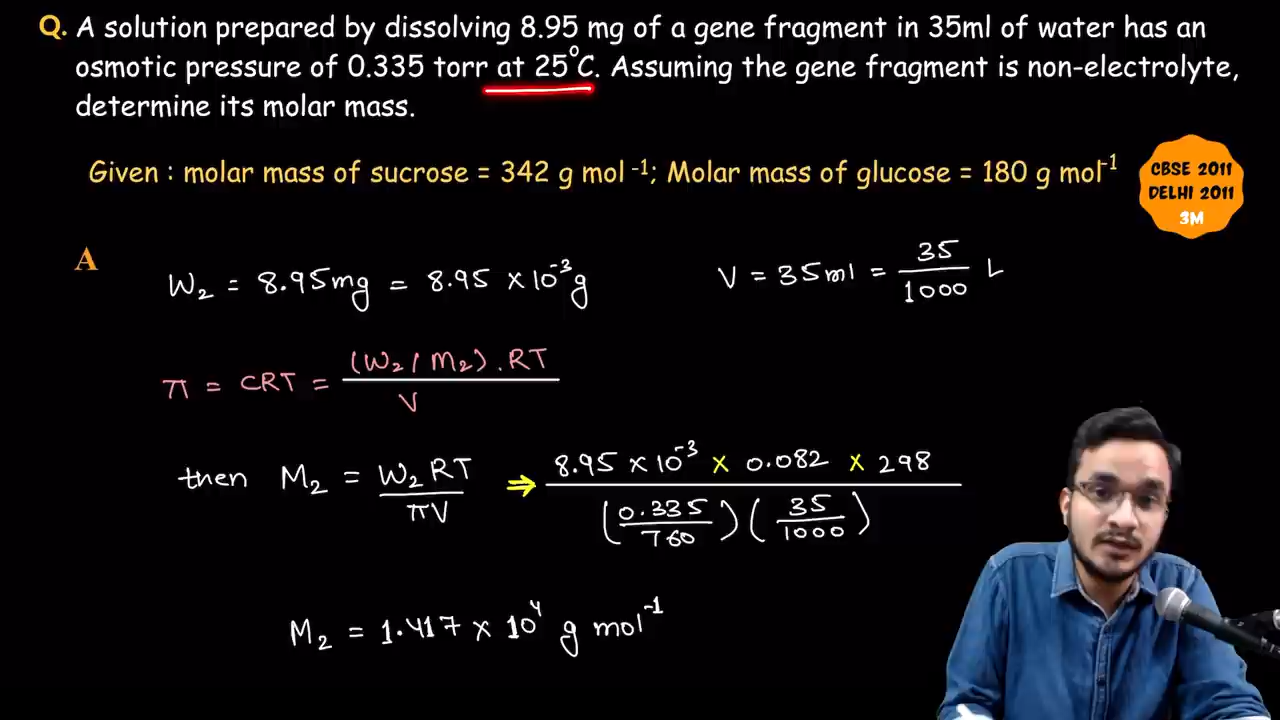 Q. A solution prepared by dissolving 8.95 mg of a gene fragment in 35ml of water has an
osmotic pressure of 0.335 torr at 25°C. Assuming the gene fragment is non-electrolyte,
determine its molar mass.
Given : molar mass of sucrose = 342 g mol⁻¹; Molar mass of glucose = 180 g mol⁻¹
CBSE 2011
DELHI 2011
3M
A
W₂ = 8.95mg = 8.95 × 10⁻³g
V = 35ml = 35/1000 L
π = CRT = (W₂/M₂).RT / V
then M₂ = W₂RT / πV ⇒ 8.95 × 10⁻³ × 0.082 × 298 / (0.335/760)(35/1000)
M₂ = 1.417 × 10⁴ g mol⁻¹